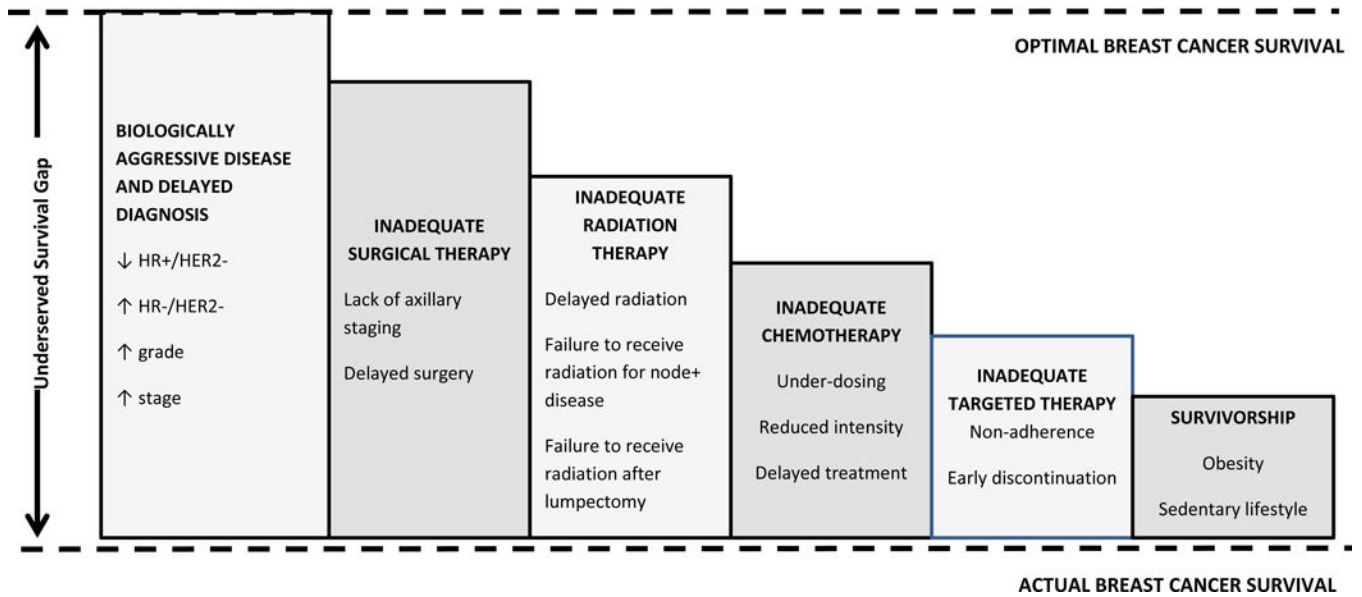 OPTIMAL BREAST CANCER SURVIVAL
Underserved Survival Gap
BIOLOGICALLY
AGGRESSIVE DISEASE
AND DELAYED
DIAGNOSIS
↓ HR+/HER2-
↑ HR-/HER2-
↑ grade
↑ stage
INADEQUATE
SURGICAL THERAPY
Lack of axillary
staging
Delayed surgery
INADEQUATE
RADIATION
THERAPY
Delayed radiation
Failure to receive
radiation for node+
disease
Failure to receive
radiation after
lumpectomy
INADEQUATE
CHEMOTHERAPY
Under-dosing
Reduced intensity
Delayed treatment
INADEQUATE
TARGETED THERAPY
Non-adherence
Early discontinuation
SURVIVORSHIP
Obesity
Sedentary lifestyle
ACTUAL BREAST CANCER SURVIVAL